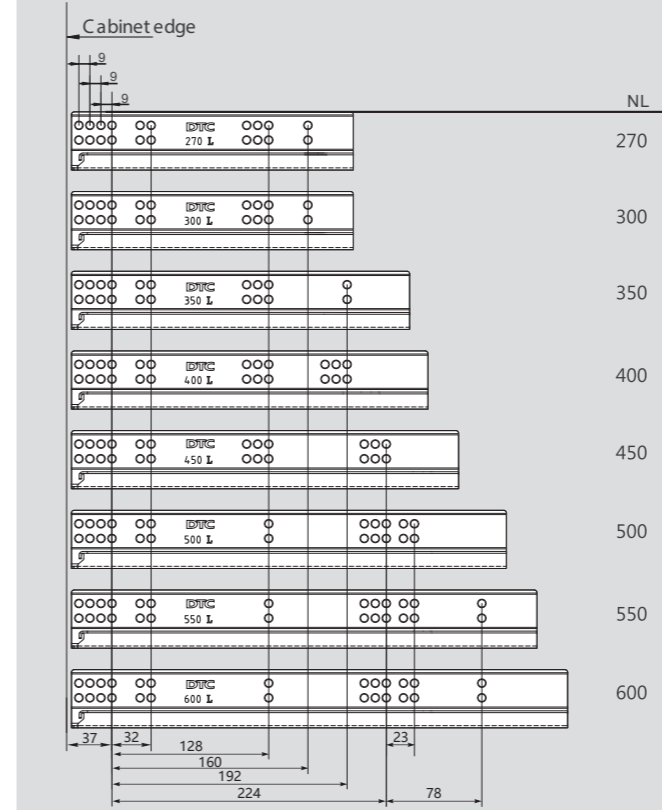 Cabinet edge
9
9
9
NL
DTC
270 L
270
DTC
300 L
300
DTC
350 L
350
DTC
400 L
400
DTC
450 L
450
DTC
500 L
500
DTC
550 L
550
DTC
600 L
600
37 32 23
128
160
192
224 78